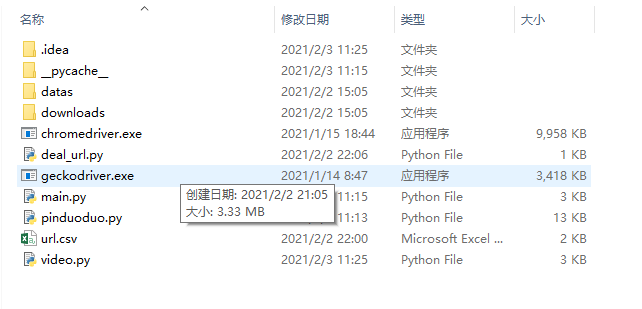 名称 修改日期 类型 大小
.idea 2021/2/3 11:25 文件夹
__pycache__ 2021/2/3 11:15 文件夹
datas 2021/2/2 15:05 文件夹
downloads 2021/2/2 15:05 文件夹
chromedriver.exe 2021/1/15 18:44 应用程序 9,958 KB
deal_url.py 2021/2/2 22:06 Python File 1 KB
geckodriver.exe 2021/1/14 8:47 应用程序 3,418 KB
创建日期: 2021/2/2 21:05
大小: 3.33 MB
main.py 11:15 Python File 3 KB
pinduoduo.py 11:13 Python File 13 KB
url.csv 2021/2/2 22:00 Microsoft Excel ... 2 KB
video.py 2021/2/3 11:25 Python File 3 KB